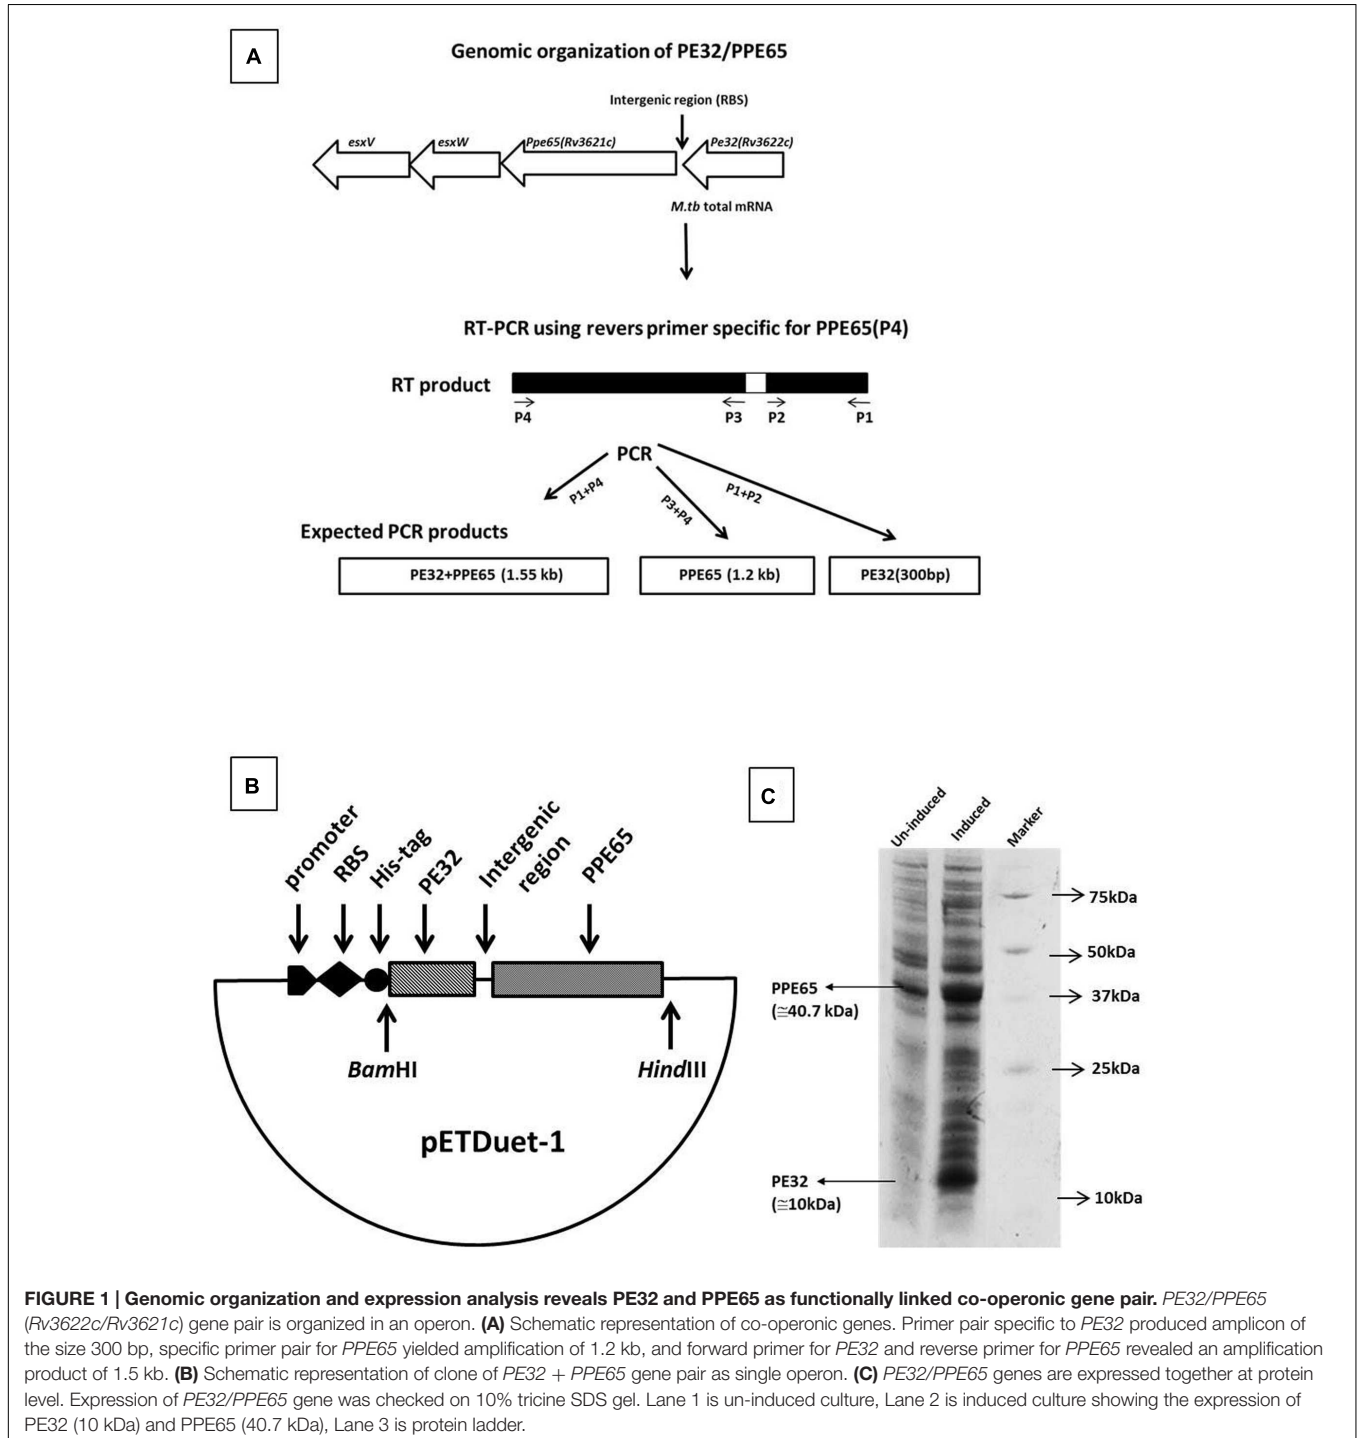 A
Genomic organization of PE32/PPE65
Intergenic region (RBS)
esxV
esxW
Ppe65(Rv3621c)
Pe32(Rv3622c)
M.tb total mRNA
RT-PCR using revers primer specific for PPE65(P4)
RT product
P4
P3
P2
P1
PCR
P1+P4
P3+P4
P1+P2
Expected PCR products
PE32+PPE65 (1.55 kb)
PPE65 (1.2 kb)
PE32(300bp)
B
promoter
RBS
His-tag
PE32
Intergenic
region
PPE65
BamHI
HindIII
pETDuet-1
C
Un-induced
Induced
Marker
75kDa
50kDa
37kDa
25kDa
10kDa
PPE65
(≅40.7 kDa)
PE32
(≅10kDa)
FIGURE 1 | Genomic organization and expression analysis reveals PE32 and PPE65 as functionally linked co-operonic gene pair. PE32/PPE65
(Rv3622c/Rv3621c) gene pair is organized in an operon. (A) Schematic representation of co-operonic genes. Primer pair specific to PE32 produced amplicon of
the size 300 bp, specific primer pair for PPE65 yielded amplification of 1.2 kb, and forward primer for PE32 and reverse primer for PPE65 revealed an amplification
product of 1.5 kb. (B) Schematic representation of clone of PE32 + PPE65 gene pair as single operon. (C) PE32/PPE65 genes are expressed together at protein
level. Expression of PE32/PPE65 gene was checked on 10% tricine SDS gel. Lane 1 is un-induced culture, Lane 2 is induced culture showing the expression of
PE32 (10 kDa) and PPE65 (40.7 kDa), Lane 3 is protein ladder.